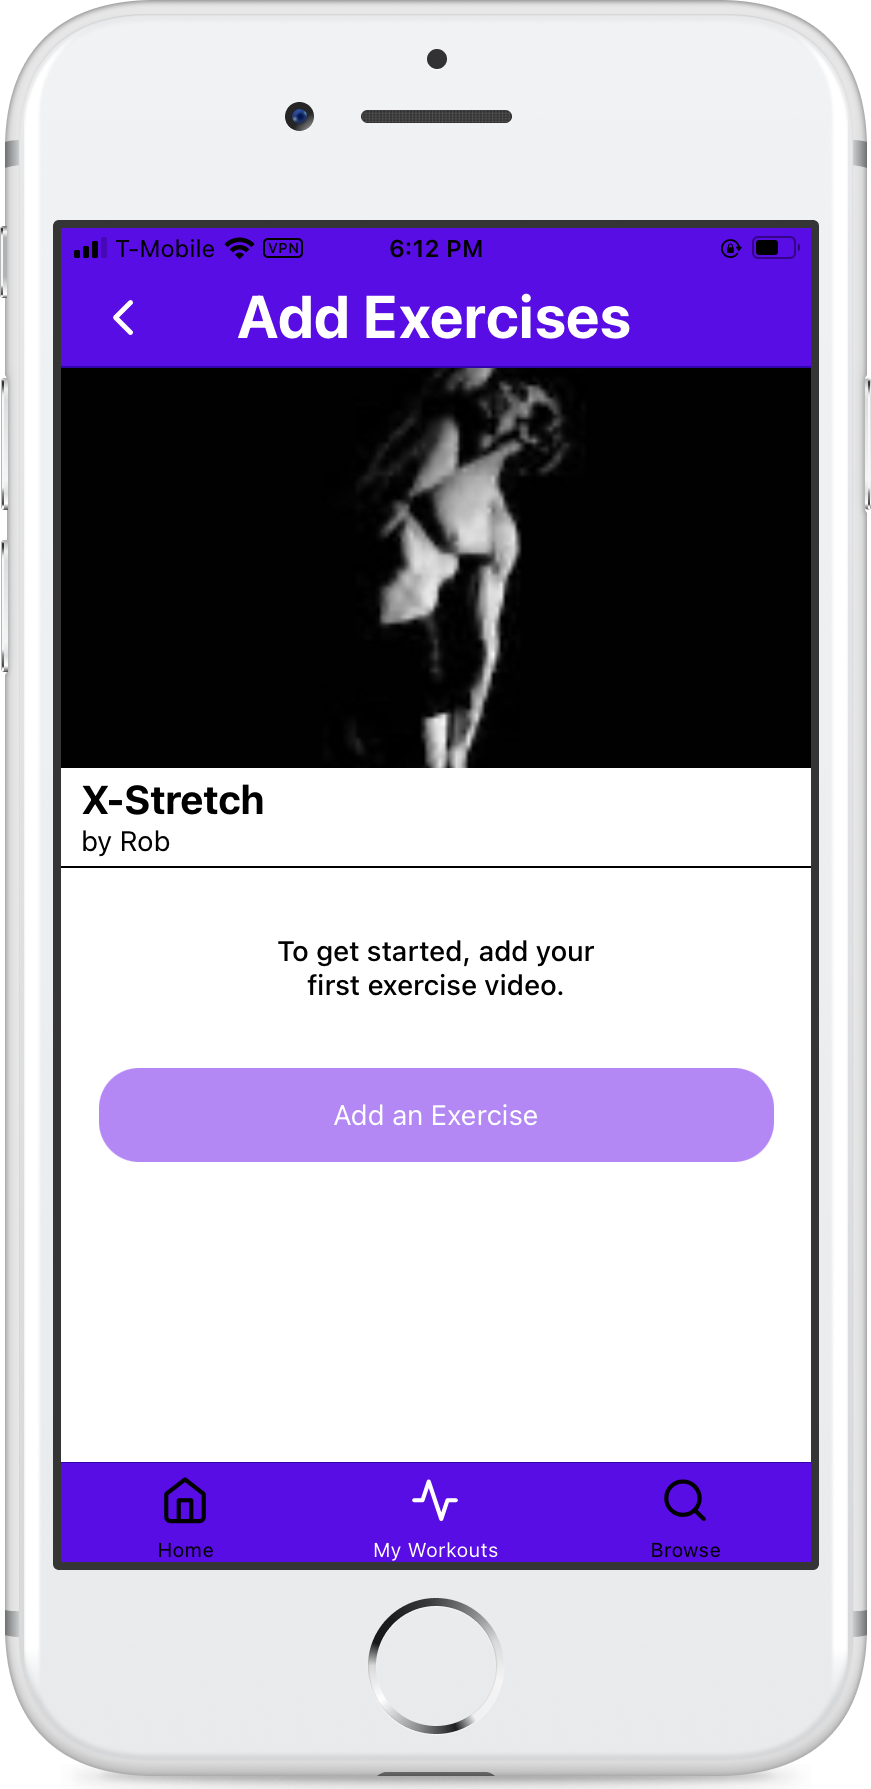 T-Mobile VPN 6:12 PM
Add Exercises
X-Stretch
by Rob
To get started, add your
first exercise video.
Add an Exercise
Home My Workouts Browse